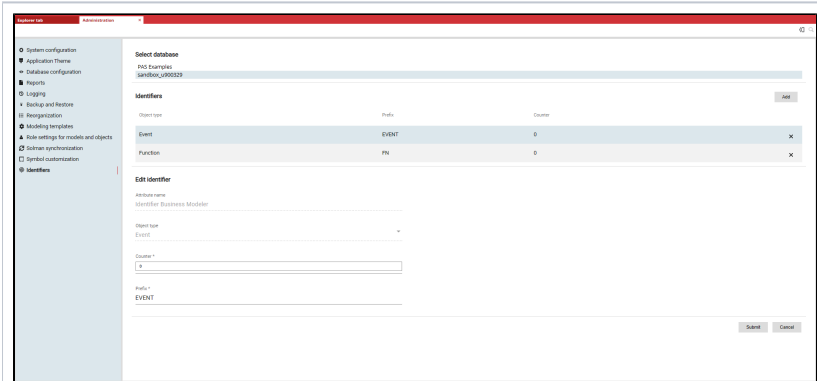 Explorer tab Administration ×
System configuration
Application Theme
Database configuration
Reports
Logging
Backup and Restore
Reorganization
Modeling templates
Role settings for models and objects
Solman synchronization
Symbol customization
Identifiers
Select database
PAS Examples
sandbox_u900329
Identifiers Add
Object type Prefix Counter
Event EVENT 0 ×
Function FN 0 ×
Edit identifier
Attribute name
Identifier Business Modeler
Object type
Event
Counter *
0
Prefix *
EVENT
Submit Cancel